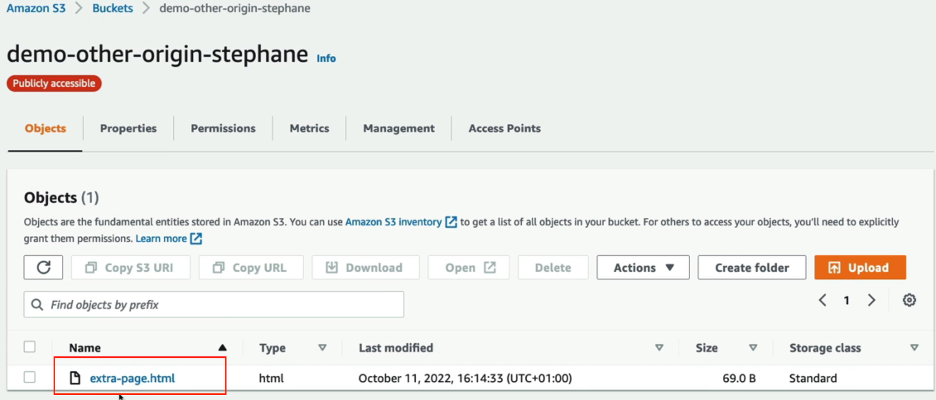 Amazon S3 > Buckets > demo-other-origin-stephane
demo-other-origin-stephane Info
Publicly accessible
Objects Properties Permissions Metrics Management Access Points
Objects (1)
Objects are the fundamental entities stored in Amazon S3. You can use Amazon S3 inventory to get a list of all objects in your bucket. For others to access your objects, you'll need to explicitly
grant them permissions. Learn more
Copy S3 URI Copy URL Download Open Delete Actions Create folder Upload
Find objects by prefix 1
Name Type Last modified Size Storage class
extra-page.html html October 11, 2022, 16:14:33 (UTC+01:00) 69.0 B Standard